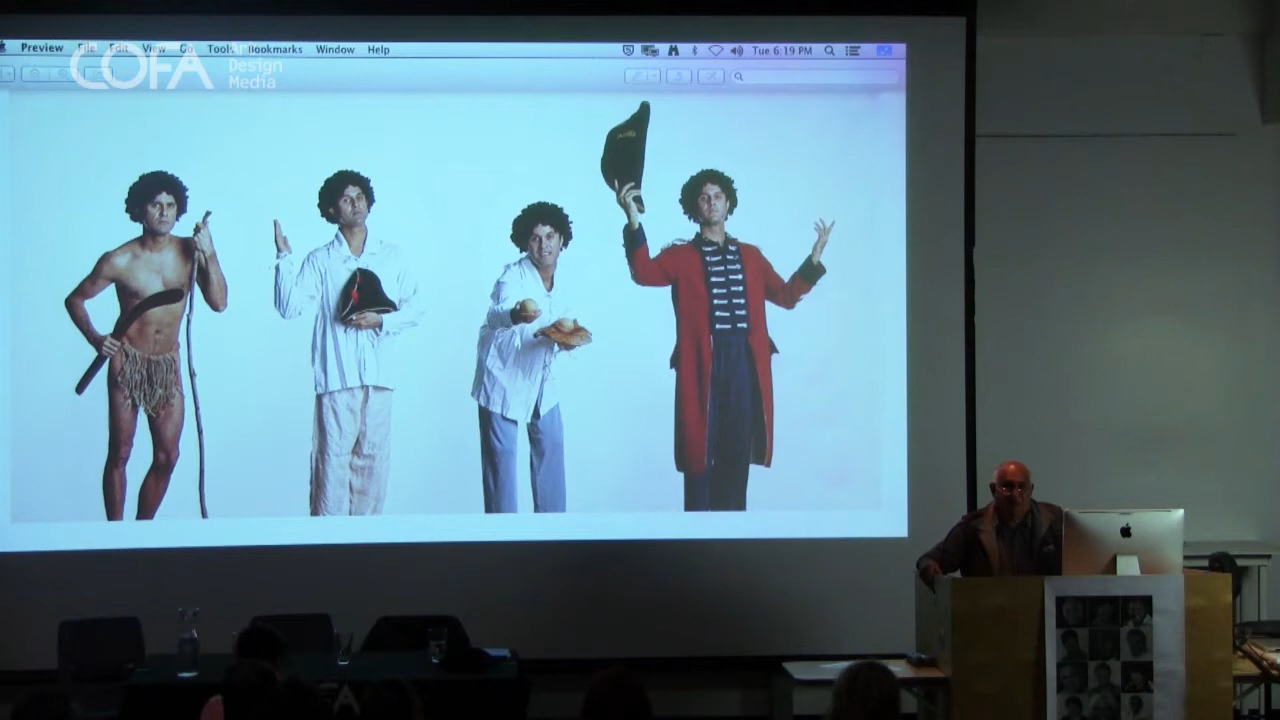 Preview File Edit View Go Tools Bookmarks Window Help Tue 6:19 PM
COFA
Design
Media